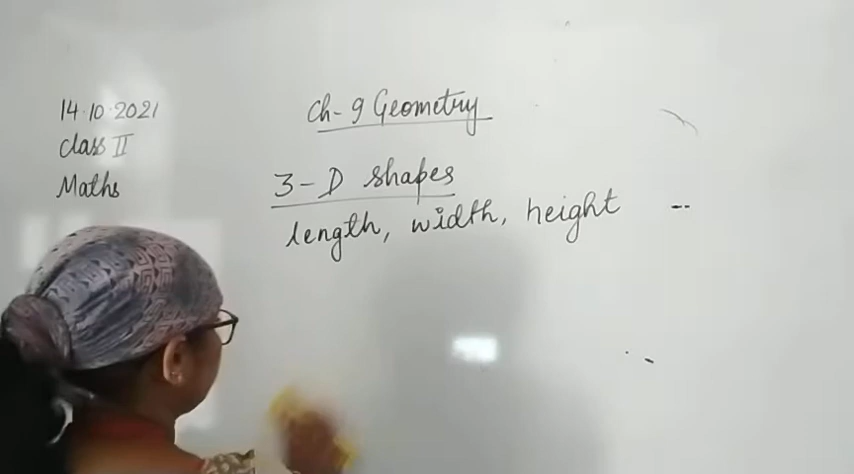 14.10.2021
Class II
Maths
Ch-9 Geometry
3-D shapes
length, width, height